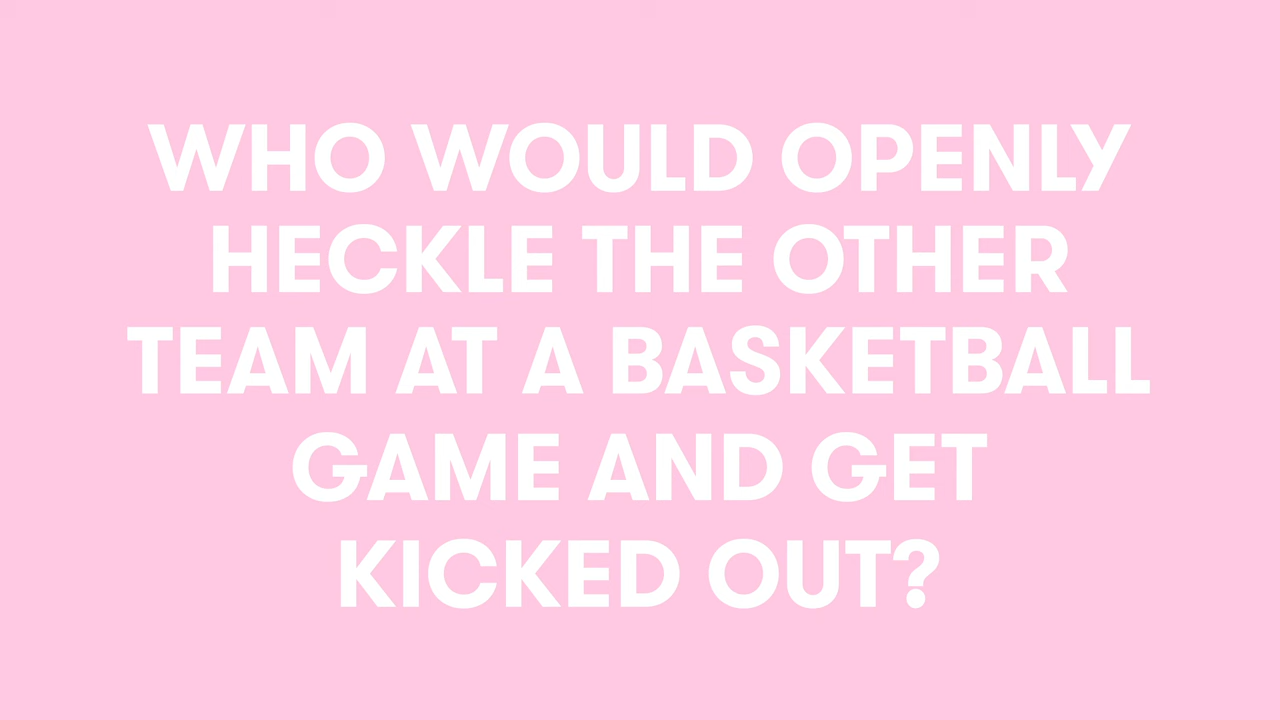 WHO WOULD OPENLY
HECKLE THE OTHER
TEAM AT A BASKETBALL
GAME AND GET
KICKED OUT?